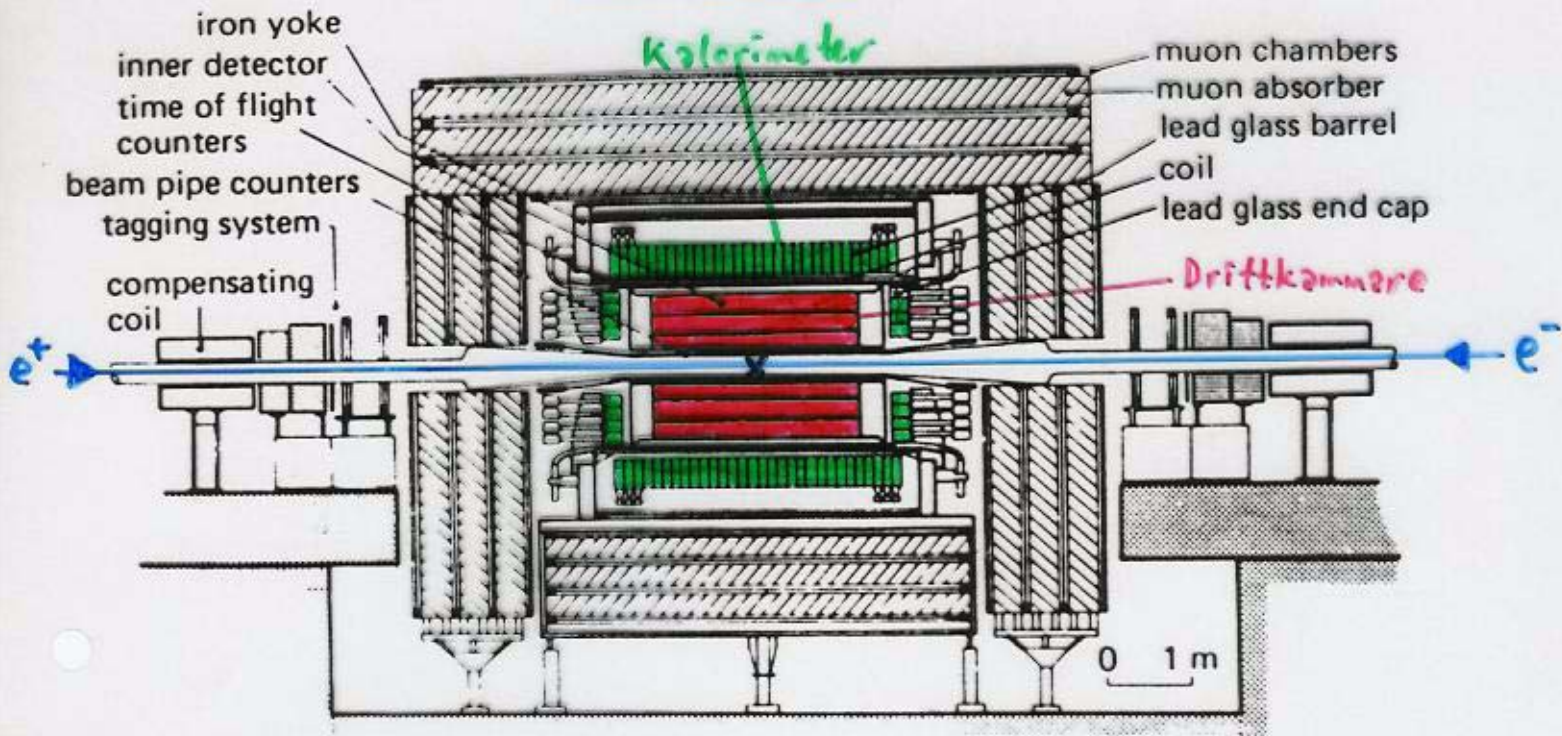 iron yoke
inner detector
time of flight
counters
beam pipe counters
tagging system
compensating
coil
Kalorimeter
muon chambers
muon absorber
lead glass barrel
coil
lead glass end cap
Driftkammare
e+
e-
x
0 1 m